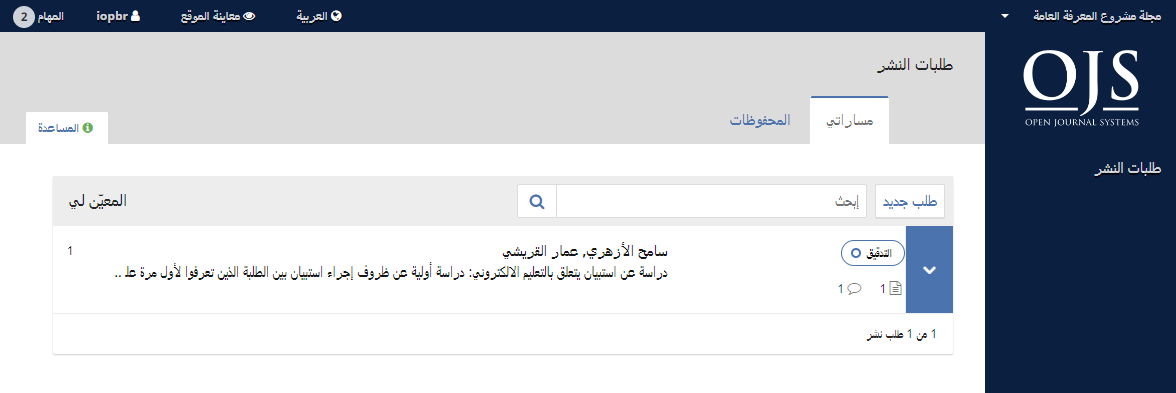 مجلة مشروع المعرفة العامة
العربية
معاينة الموقع
iopbr
المهام 2
OJS
OPEN JOURNAL SYSTEMS
طلبات النشر
طلبات النشر
مساراتي
المحفوظات
المساعدة
طلب جديد
إبحث
المعيّن لي
التدقيق
1 1
سامح الأزهري, عمار القريشي
دراسة عن استبيان يتعلق بالتعليم الالكتروني: دراسة أولية عن ظروف إجراء استبيان بين الطلبة الذين تعرفوا لأول مرة عل ..
1
1 من 1 طلب نشر